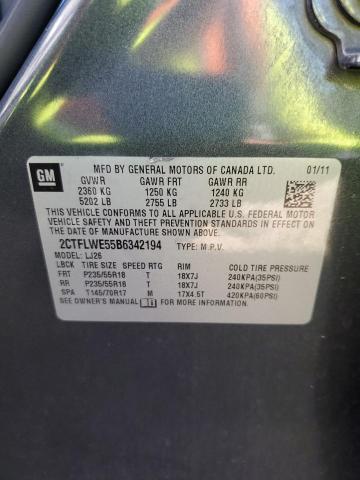 GM
MFD BY GENERAL MOTORS OF CANADA LTD. 01/11
GVWR GAWR FRT GAWR RR
2360 KG 1250 KG 1240 KG
5202 LB 2755 LB 2733 LB
THIS VEHICLE CONFORMS TO ALL APPLICABLE U.S. FEDERAL MOTOR
VEHICLE SAFETY AND THEFT PREVENTION STANDARDS IN EFFECT ON
THE DATE OF MANUFACTURE SHOWN ABOVE.
2CTFLWE55B6342194 TYPE: M.P.V.
MODEL: LJ26
LBCK TIRE SIZE SPEED RTG RIM COLD TIRE PRESSURE
FRT P235/55R18 T 18X7J 240KPA(35PSI)
RR P235/55R18 T 18X7J 240KPA(35PSI)
SPA T145/70R17 M 17X4.5T 420KPA(60PSI)
SEE OWNER'S MANUAL FOR MORE INFORMATION.